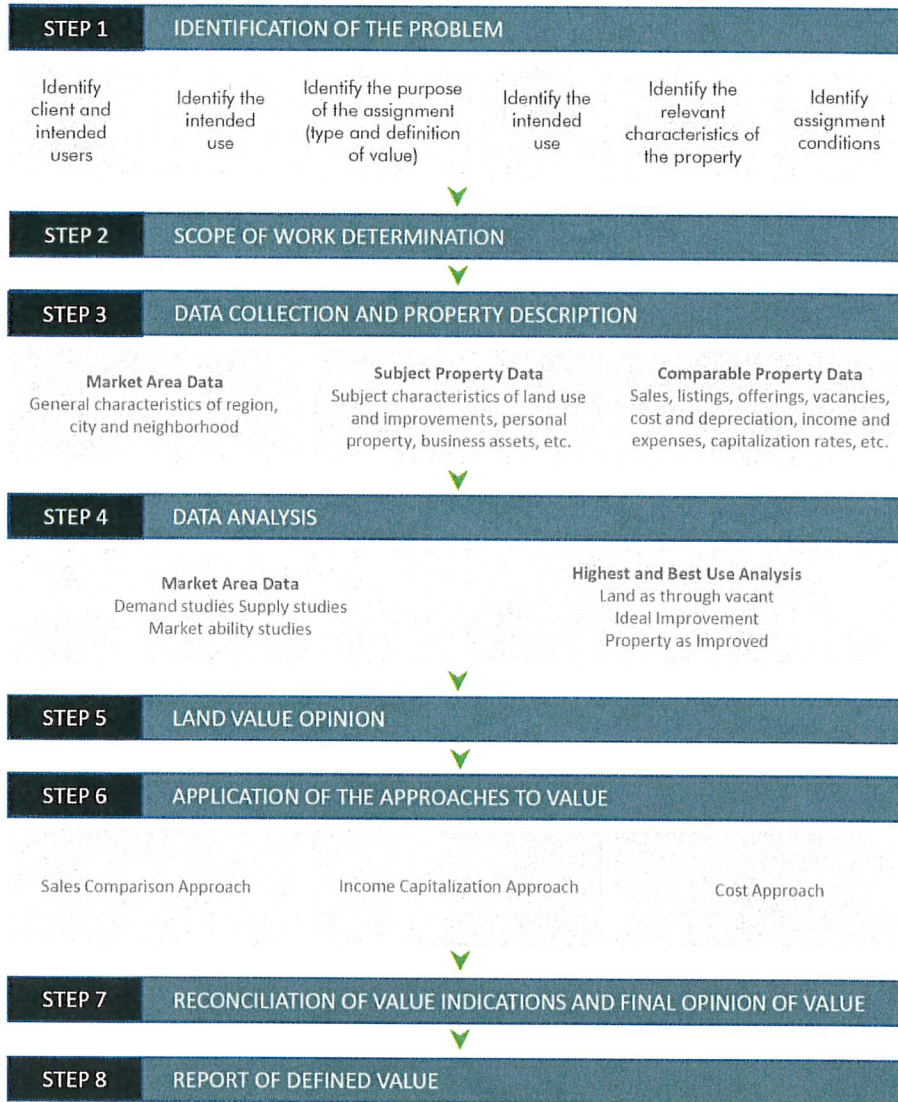 STEP 1 IDENTIFICATION OF THE PROBLEM
Identify
client and
intended
users
Identify the
intended
use
Identify the purpose
of the assignment
(type and definition
of value)
Identify the
intended
use
Identify the
relevant
characteristics of
the property
Identify
assignment
conditions
STEP 2 SCOPE OF WORK DETERMINATION
STEP 3 DATA COLLECTION AND PROPERTY DESCRIPTION
Market Area Data
General characteristics of region,
city and neighborhood
Subject Property Data
Subject characteristics of land use
and improvements, personal
property, business assets, etc.
Comparable Property Data
Sales, listings, offerings, vacancies,
cost and depreciation, income and
expenses, capitalization rates, etc.
STEP 4 DATA ANALYSIS
Market Area Data
Demand studies Supply studies
Market ability studies
Highest and Best Use Analysis
Land as through vacant
Ideal Improvement
Property as Improved
STEP 5 LAND VALUE OPINION
STEP 6 APPLICATION OF THE APPROACHES TO VALUE
Sales Comparison Approach
Income Capitalization Approach
Cost Approach
STEP 7 RECONCILIATION OF VALUE INDICATIONS AND FINAL OPINION OF VALUE
STEP 8 REPORT OF DEFINED VALUE